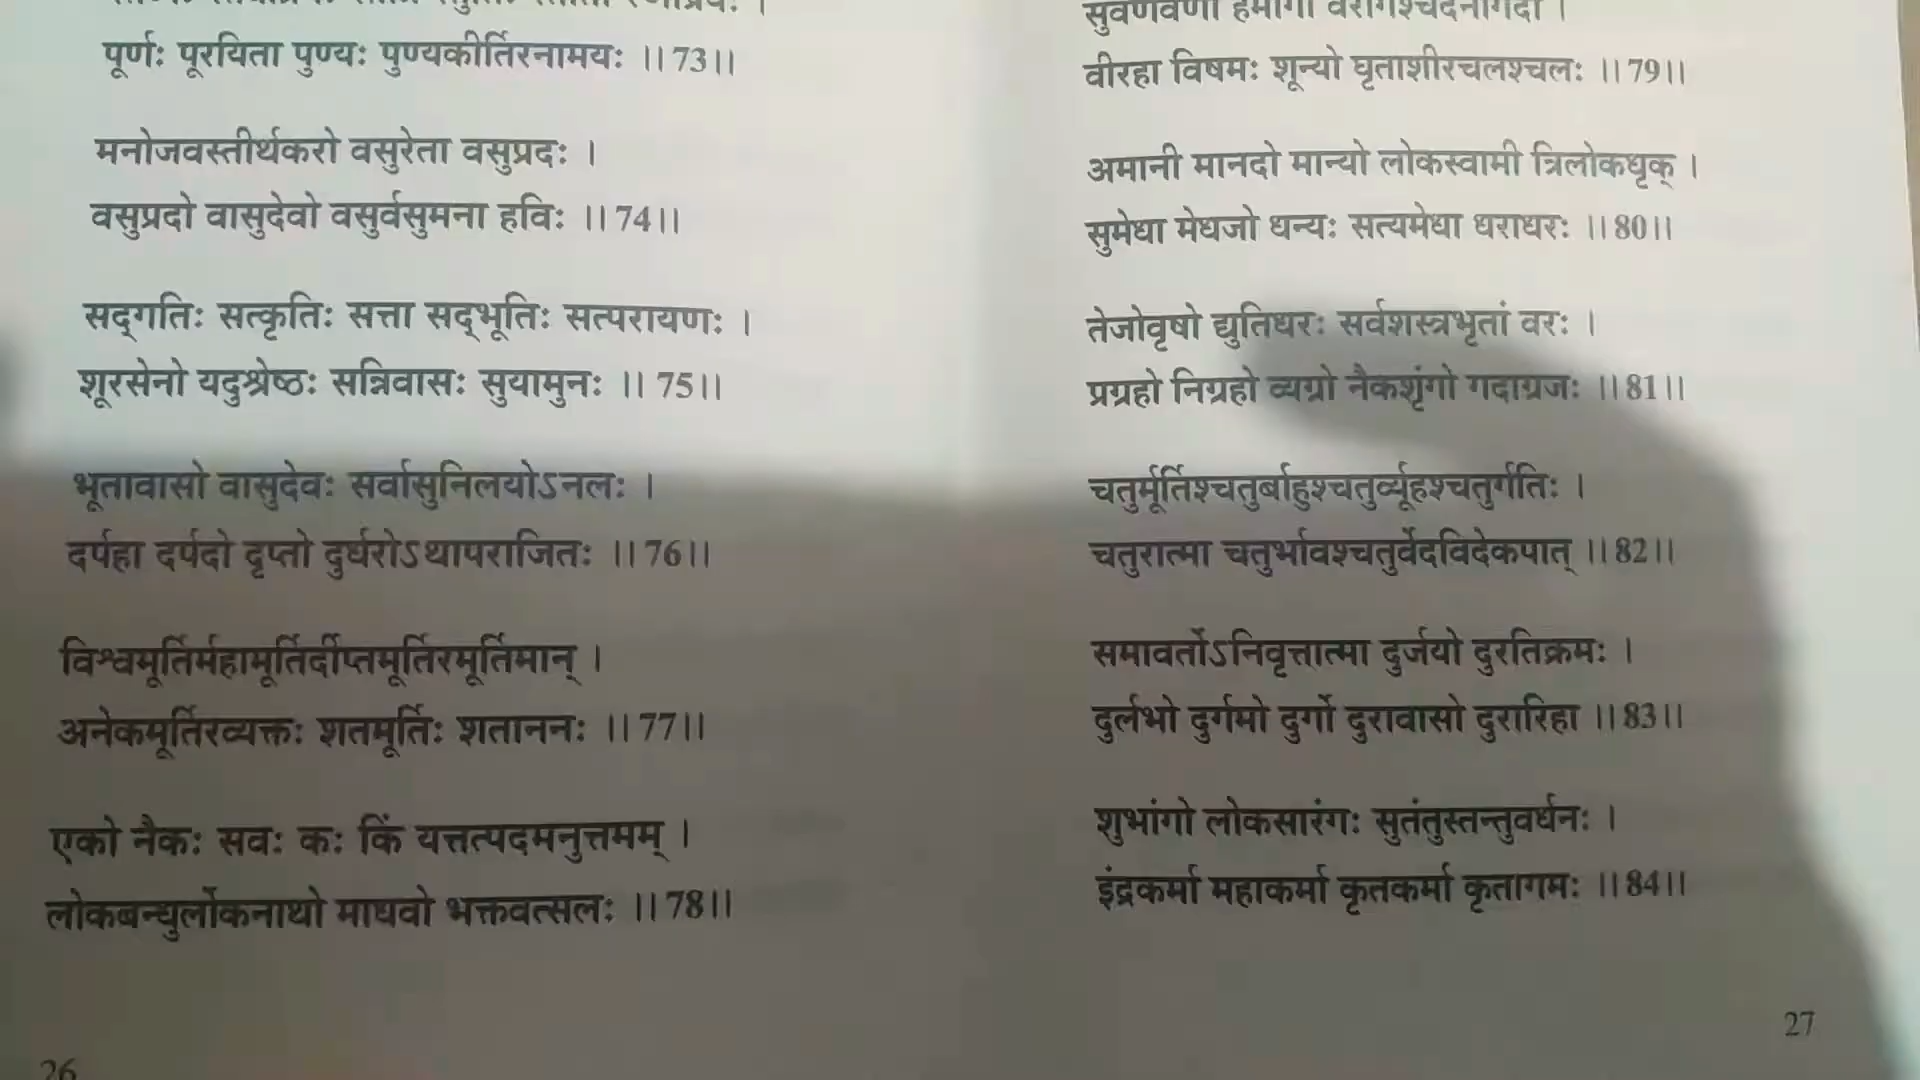 पूर्णः पूरयिता पुण्यः पुण्यकीर्तिरनामयः ।।73।।
मनोजवस्तीर्थकरो वसुरेता वसुप्रदः ।
वसुप्रदो वासुदेवो वसुर्वसुमना हविः ।।74।।
सद्‌गतिः सत्कृतिः सत्ता सद्‌भूतिः सत्परायणः ।
शूरसेनो यदुश्रेष्ठः सन्निवासः सुयामुनः ।। 75।।
भूतावासो वासुदेवः सर्वासुनिलयोऽनलः ।
दर्पहा दर्पदो दृप्तो दुर्धरोऽथापराजितः ।।76।।
विश्वमूर्तिर्महामूर्तिर्दीप्तमूर्तिरमूर्तिमान् ।
अनेकमूर्तिरव्यक्तः शतमूर्तिः शताननः ।।77।।
एको नैकः सवः कः किं यत्तत्पदमनुत्तमम् ।
लोकबन्धुर्लोकनाथो माधवो भक्तवत्सलः ।।78।।
26
वीरहा विषमः शून्यो घृताशीरचलश्चलः ।।79।।
अमानी मानदो मान्यो लोकस्वामी त्रिलोकधृक् ।
सुमेधा मेधजो धन्यः सत्यमेधा धराधरः ।।80।।
तेजोवृषो द्युतिधरः सर्वशस्त्रभृतां वरः ।
प्रग्रहो निग्रहो व्यग्रो नैकशृंगो गदाग्रजः ।।81।।
चतुर्मूर्तिश्चतुर्बाहुश्चतुर्व्यूहश्चतुर्गतिः ।
चतुरात्मा चतुर्भावश्चतुर्वेदविदेकपात् ।।82।।
समावर्तोऽनिवृत्तात्मा दुर्जयो दुरतिक्रमः ।
दुर्लभो दुर्गमो दुर्गो दुरावासो दुरारिहा ।।83।।
शुभांगो लोकसारंगः सुतंतुस्तन्तुवर्धनः ।
इंद्रकर्मा महाकर्मा कृतकर्मा कृतागमः ।।84।।
27